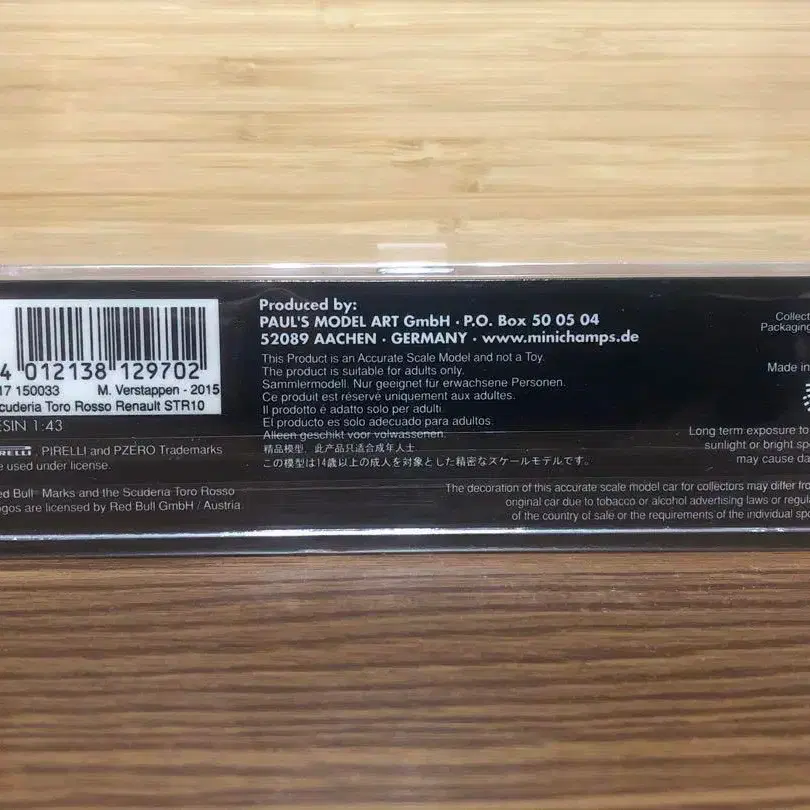 4 012138 129702
17 150033 M. Verstappen - 2015
cuderia Toro Rosso Renault STR10
ESIN 1:43
PIRELLI and PZERO Trademarks
e used under license.
ed Bull Marks and the Scuderia Toro Rosso
ogos are licensed by Red Bull GmbH / Austria
Produced by:
PAUL'S MODEL ART GmbH · P.O. Box 50 05 04
52089 AACHEN · GERMANY · www.minichamps.de
This Product is an Accurate Scale Model and not a Toy.
The product is suitable for adults only.
Sammlermodell. Nur geeignet für erwachsene Personen.
Ce produit est réservé uniquement aux adultes.
Il prodotto è adatto solo per adulti.
El producto es solo adecuado para adultos.
Alleen geschikt voor volwassenen.
精品模型，此产品只适合成年人士
この模型は14歳以上の成人を対象とした精密なスケールモデルです。
Collect
Packaging
Made in
Long term exposure to
sunlight or bright sp
may cause da
The decoration of this accurate scale model car for collectors may differ from
original car due to tobacco or alcohol advertising laws or regula
of the country of sale or the requirements of the individual spo